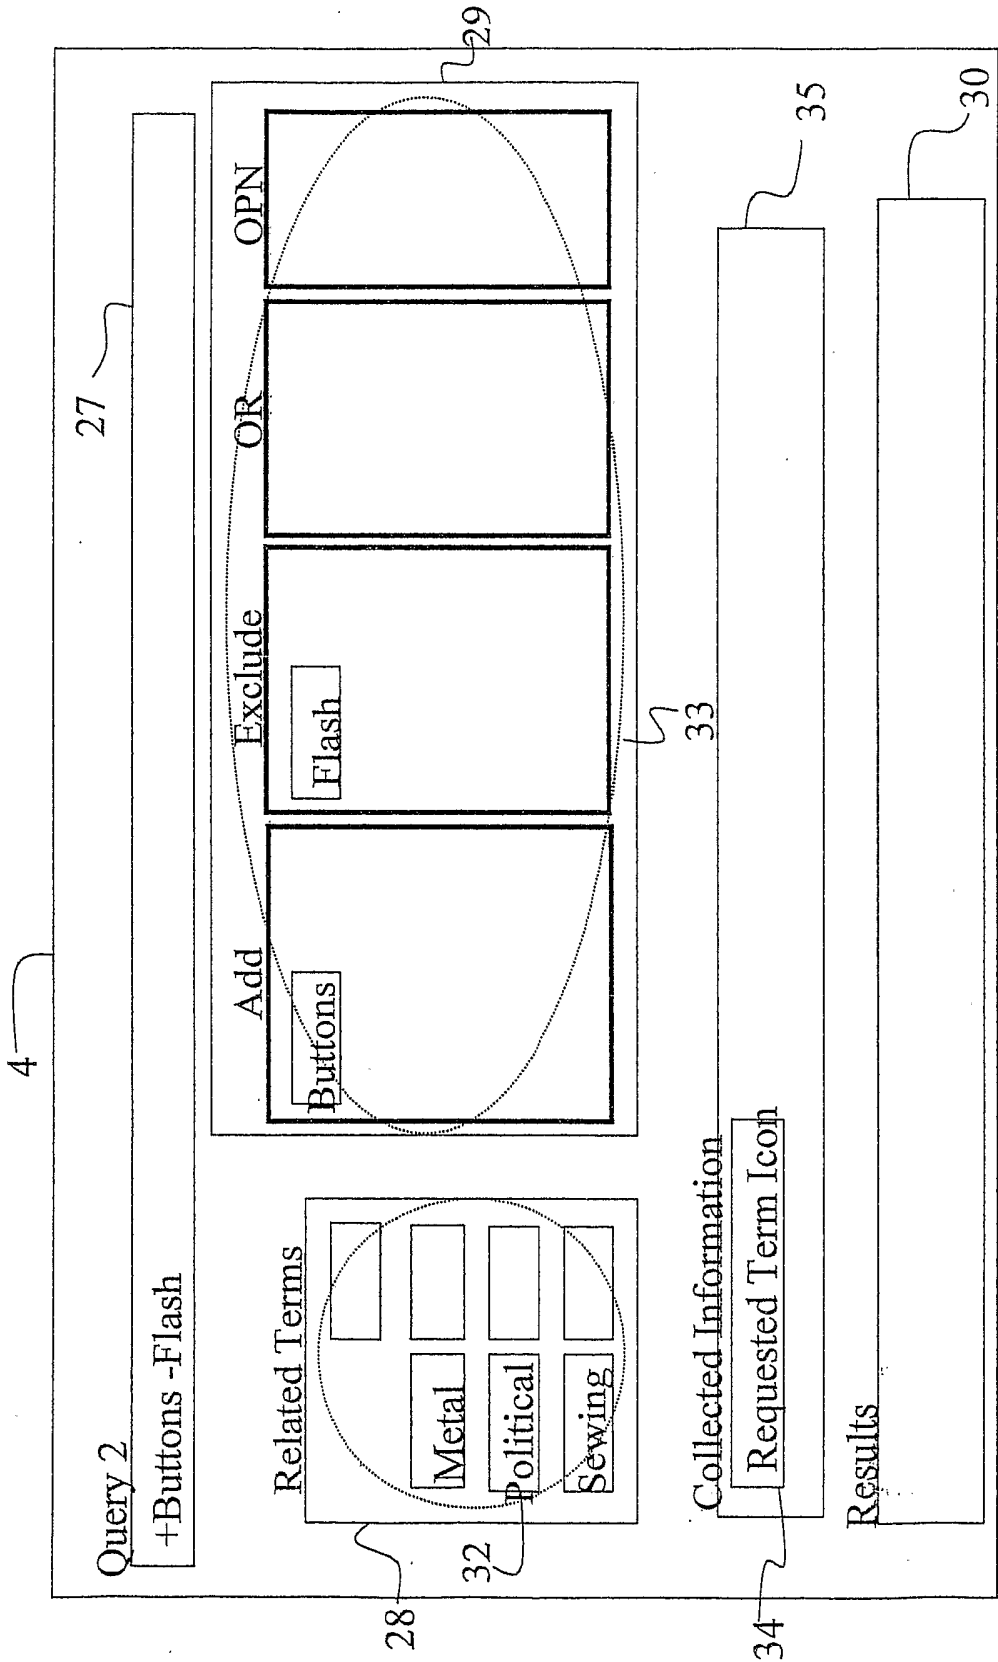 4
27
Query 2
+Buttons -Flash
29
Related Terms
Add
Exclude
OR
OPN
Metal
Buttons
Flash
Political
Sewing
28
32
33
Collected Information
35
Requested Term Icon
34
Results
30